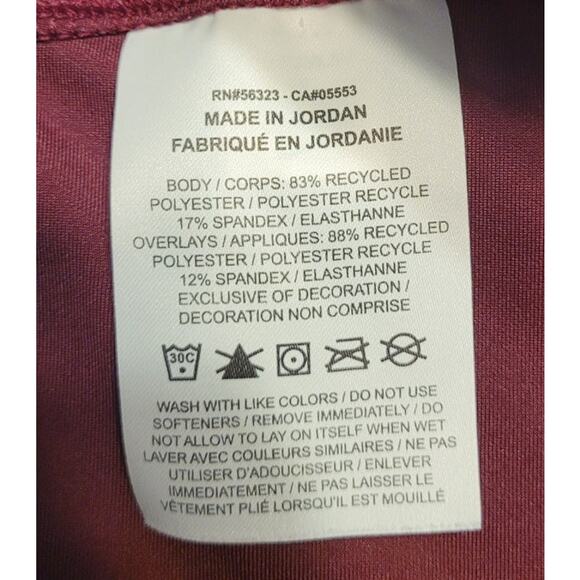 RN#56323 - CA#05553
MADE IN JORDAN
FABRIQUÉ EN JORDANIE
BODY / CORPS: 83% RECYCLED
POLYESTER / POLYESTER RECYCLE
17% SPANDEX / ELASTHANNE
OVERLAYS / APPLIQUES: 88% RECYCLED
POLYESTER / POLYESTER RECYCLE
12% SPANDEX / ELASTHANNE
EXCLUSIVE OF DECORATION /
DECORATION NON COMPRISE
30C
WASH WITH LIKE COLORS / DO NOT USE
SOFTENERS / REMOVE IMMEDIATELY / DO
NOT ALLOW TO LAY ON ITSELF WHEN WET
LAVER AVEC COULEURS SIMILAIRES / NE PAS
UTILISER D'ADOUCISSEUR / ENLEVER
IMMEDIATEMENT / NE PAS LAISSER LE
VÊTEMENT PLIÉ LORSQU'IL EST MOUILLÉ